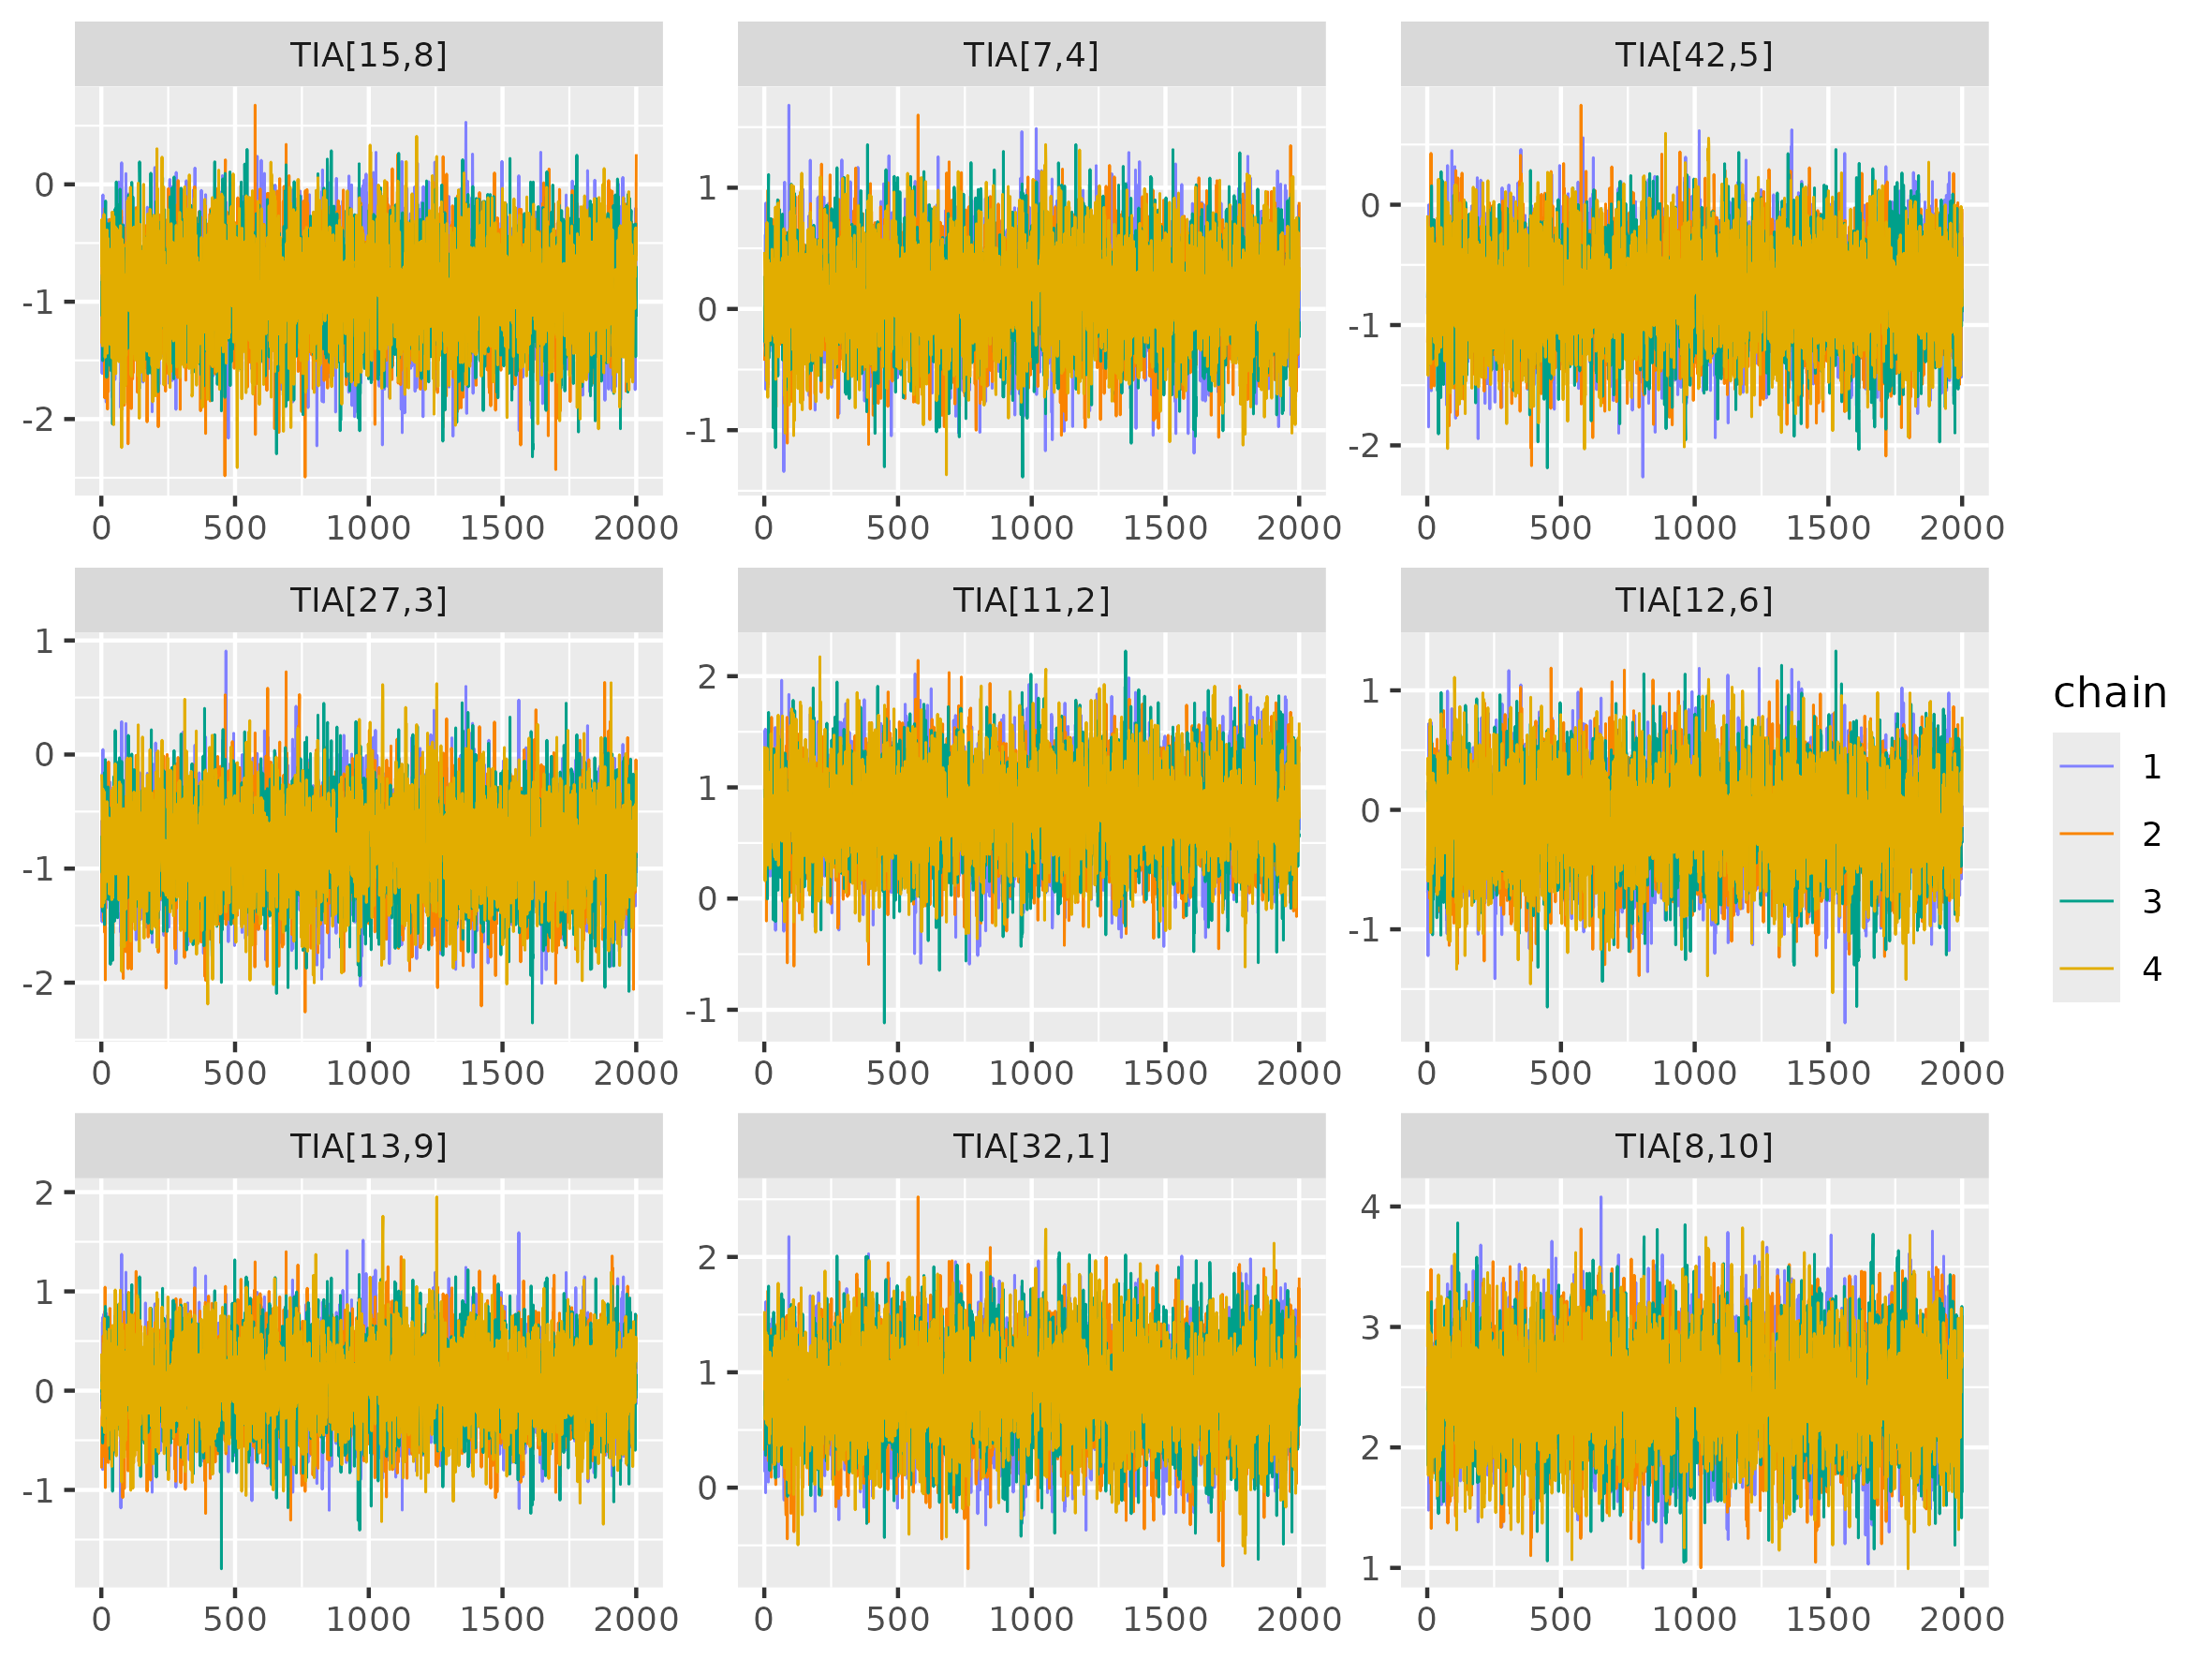 TIA[15,8] TIA[7,4] TIA[42,5]
0 1 0
-1 0 -1
-2 -1 -2
0 500 1000 1500 2000 0 500 1000 1500 2000 0 500 1000 1500 2000
TIA[27,3] TIA[11,2] TIA[12,6]
1 2 1
0 1 0
-1 0 -1
-2 -1
0 500 1000 1500 2000 0 500 1000 1500 2000 0 500 1000 1500 2000
chain
1
2
3
4
TIA[13,9] TIA[32,1] TIA[8,10]
2 2 4
1 1 3
0 0 2
-1 1
0 500 1000 1500 2000 0 500 1000 1500 2000 0 500 1000 1500 2000